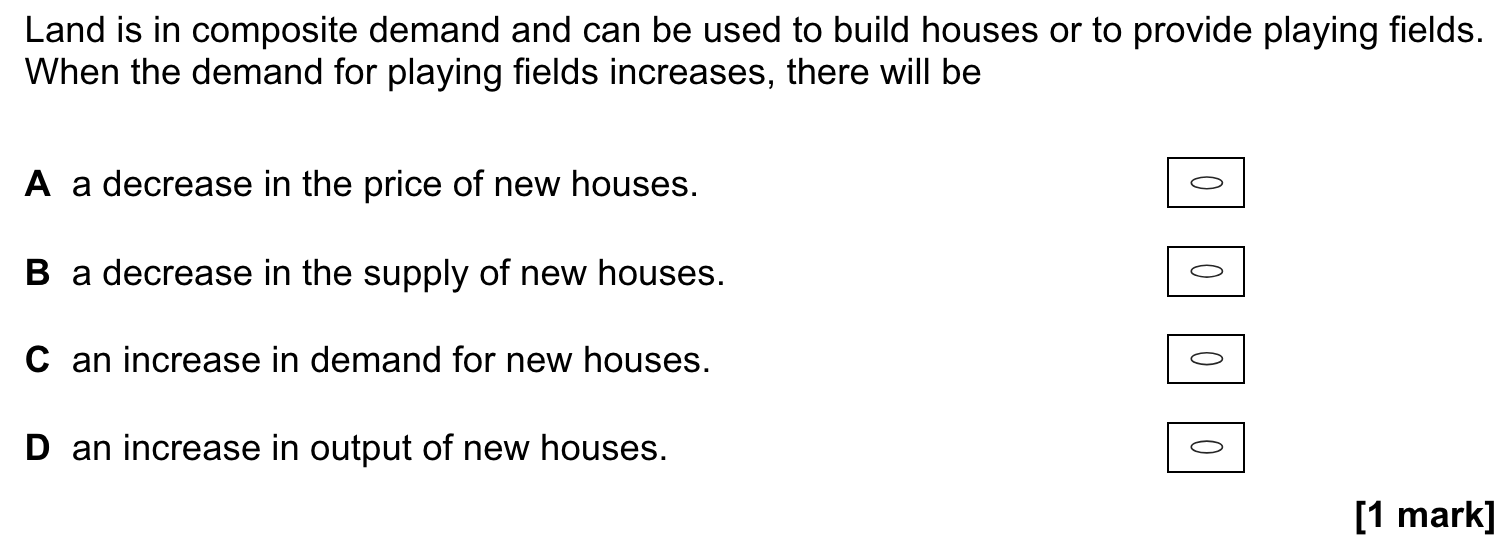 Land is in composite demand and can be used to build houses or to provide playing fields.
When the demand for playing fields increases, there will be
A a decrease in the price of new houses.
B a decrease in the supply of new houses.
C an increase in demand for new houses.
D an increase in output of new houses.
[1 mark]